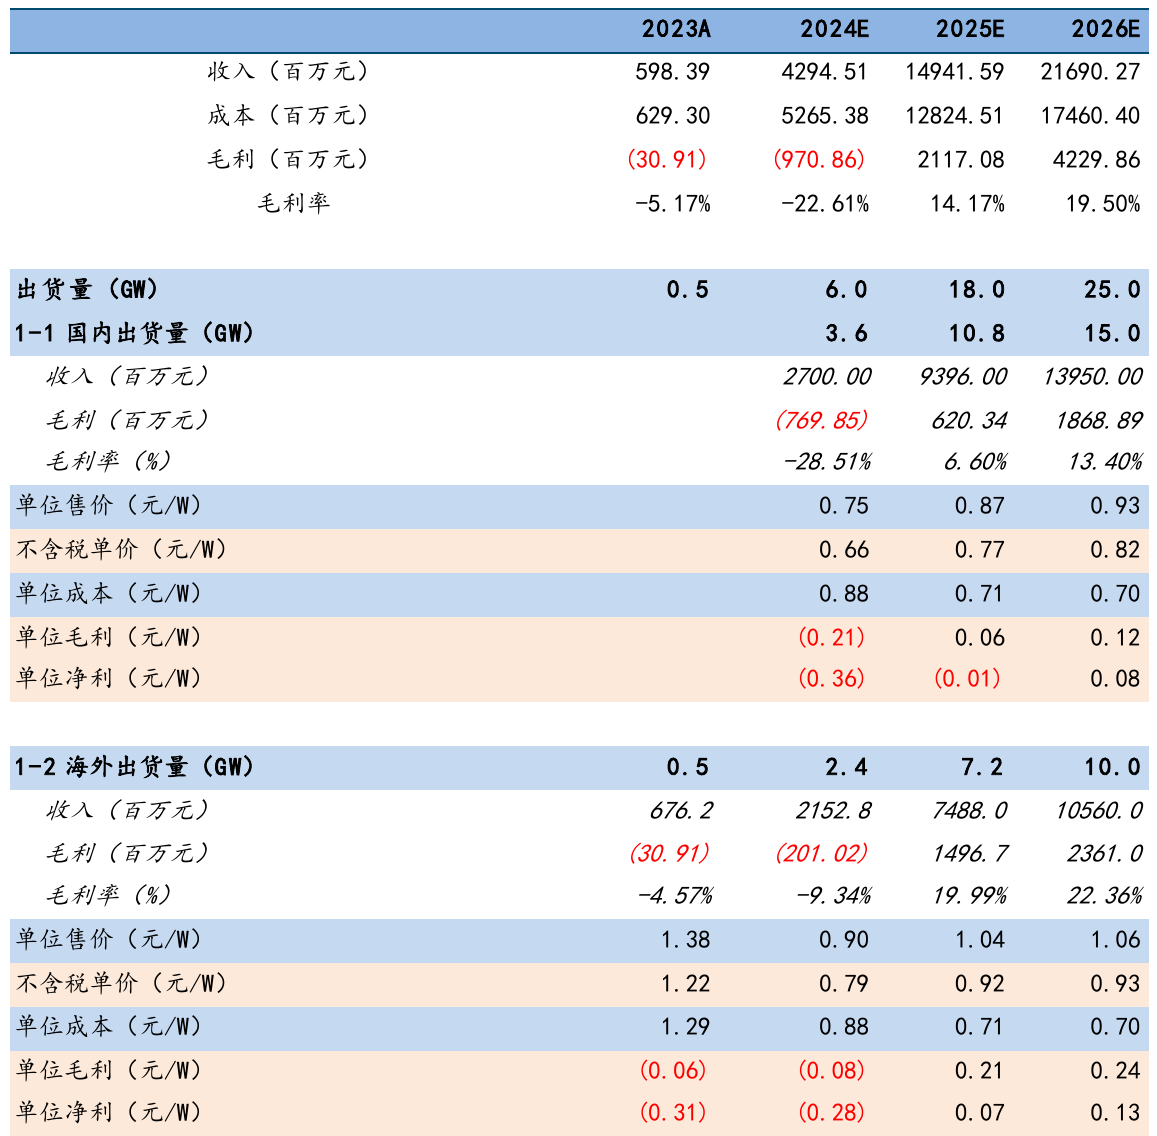 2023A 2024E 2025E 2026E
收入（百万元） 598.39 4294.51 14941.59 21690.27
成本（百万元） 629.30 5265.38 12824.51 17460.40
毛利（百万元） (30.91) (970.86) 2117.08 4229.86
毛利率 -5.17% -22.61% 14.17% 19.50%
出货量（GW） 0.5 6.0 18.0 25.0
1-1 国内出货量（GW） 3.6 10.8 15.0
收入（百万元） 2700.00 9396.00 13950.00
毛利（百万元） (769.85) 620.34 1868.89
毛利率（%） -28.51% 6.60% 13.40%
单位售价（元/W） 0.75 0.87 0.93
不含税单价（元/W） 0.66 0.77 0.82
单位成本（元/W） 0.88 0.71 0.70
单位毛利（元/W） (0.21) 0.06 0.12
单位净利（元/W） (0.36) (0.01) 0.08
1-2 海外出货量（GW） 0.5 2.4 7.2 10.0
收入（百万元） 676.2 2152.8 7488.0 10560.0
毛利（百万元） (30.91) (201.02) 1496.7 2361.0
毛利率（%） -4.57% -9.34% 19.99% 22.36%
单位售价（元/W） 1.38 0.90 1.04 1.06
不含税单价（元/W） 1.22 0.79 0.92 0.93
单位成本（元/W） 1.29 0.88 0.71 0.70
单位毛利（元/W） (0.06) (0.08) 0.21 0.24
单位净利（元/W） (0.31) (0.28) 0.07 0.13